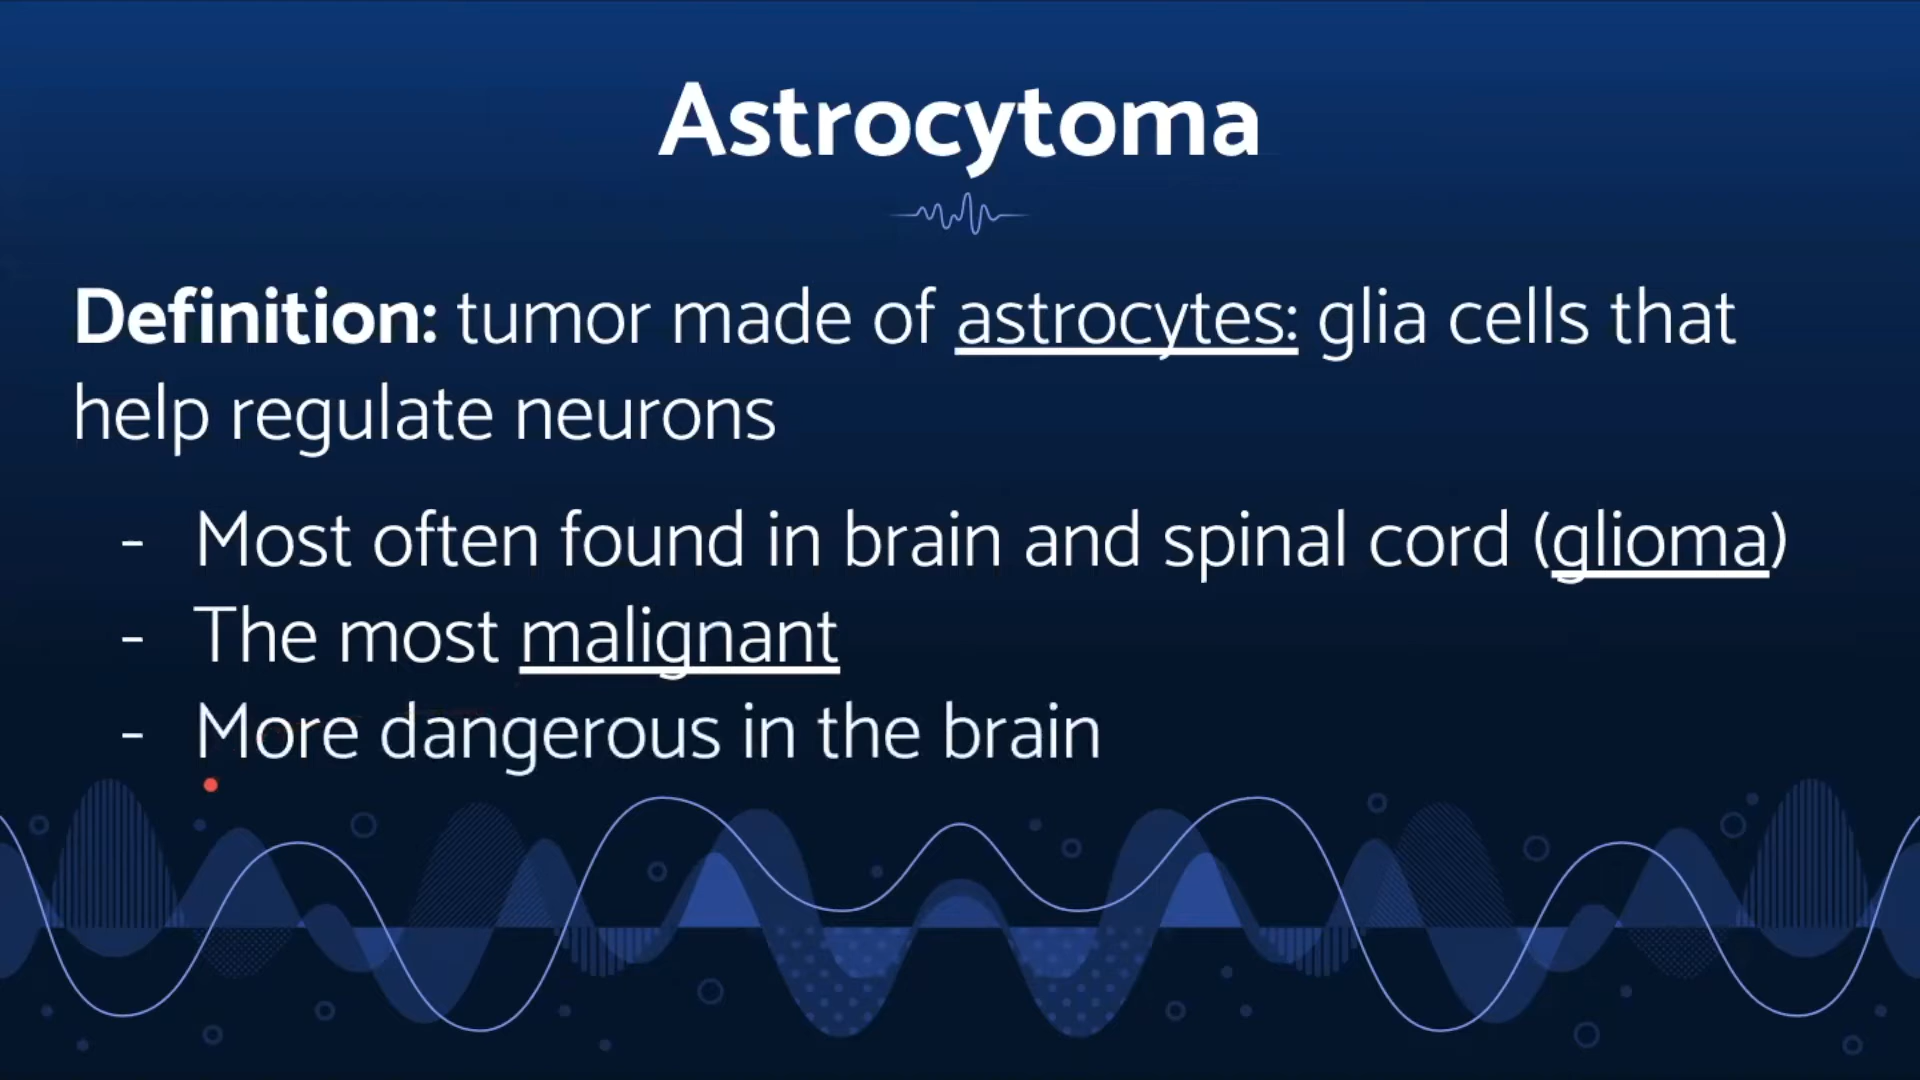 Astrocytoma
Definition: tumor made of astrocytes: glia cells that
help regulate neurons
- Most often found in brain and spinal cord (glioma)
- The most malignant
- More dangerous in the brain